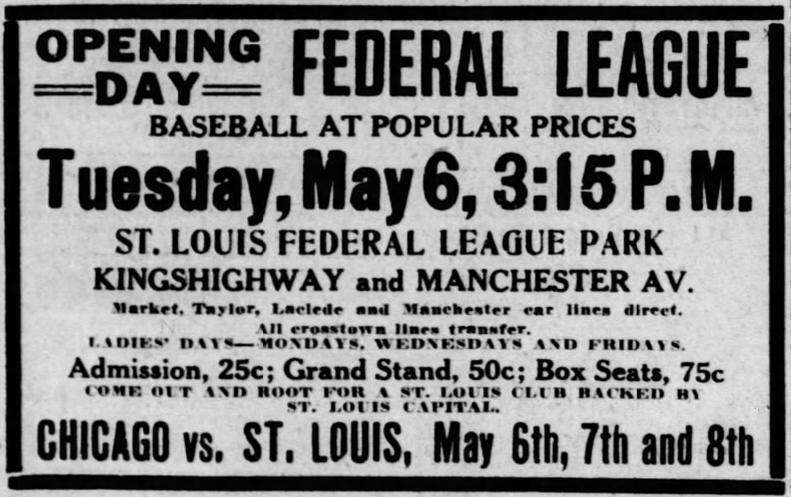 OPENING DAY
FEDERAL LEAGUE
BASEBALL AT POPULAR PRICES
Tuesday, May 6, 3:15 P. M.
ST. LOUIS FEDERAL LEAGUE PARK
KINGSHIGHWAY and MANCHESTER AV.
Market, Taylor, Laclede and Manchester car lines direct.
All crosstown lines transfer.
LADIES' DAYS—MONDAYS, WEDNESDAYS AND FRIDAYS.
Admission, 25c; Grand Stand, 50c; Box Seats, 75c
COME OUT AND ROOT FOR A ST. LOUIS CLUB BACKED BY
ST. LOUIS CAPITAL.
CHICAGO vs. ST. LOUIS, May 6th, 7th and 8th